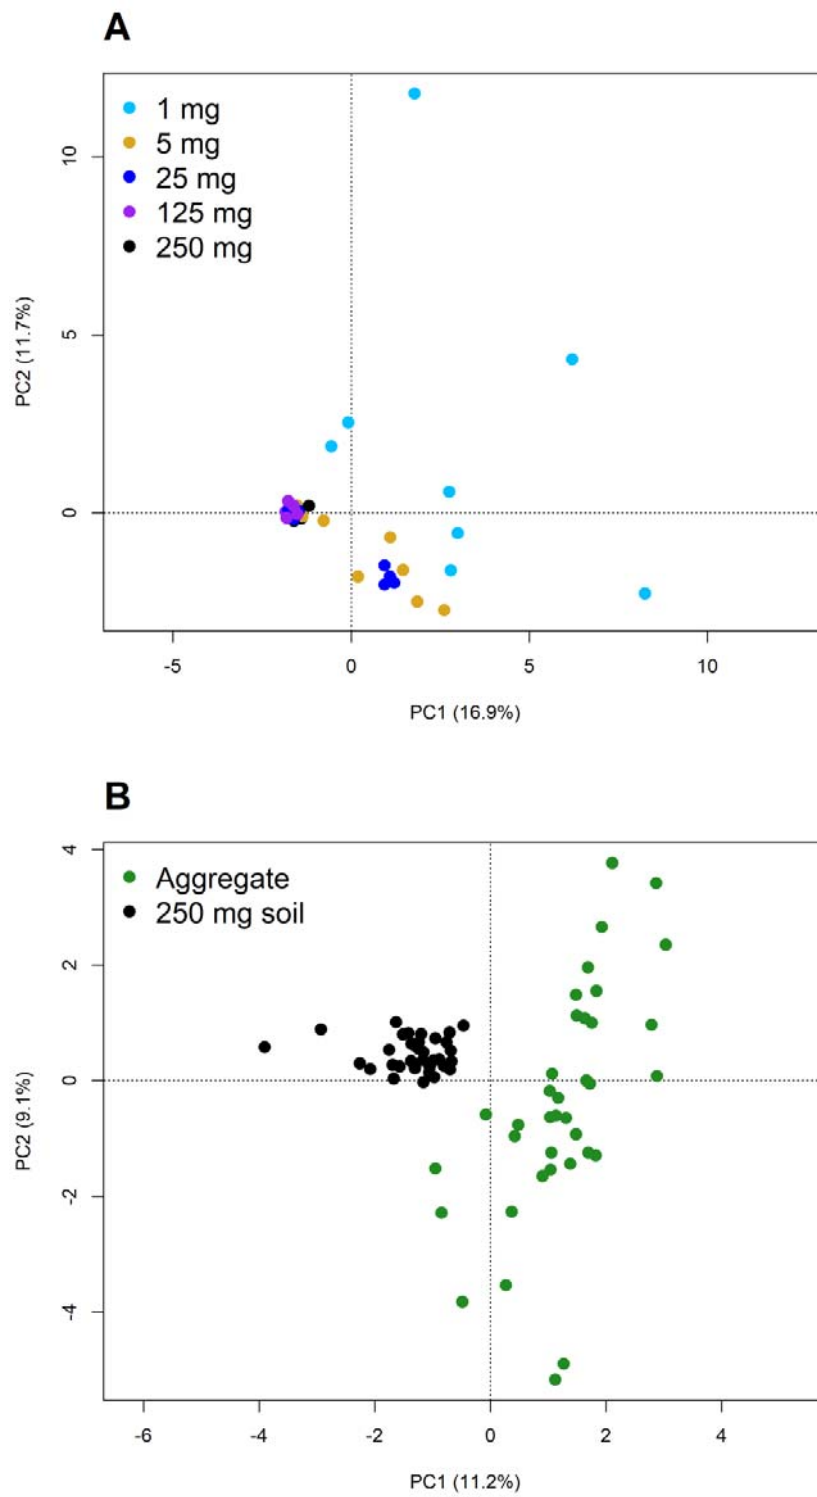 A
1 mg
5 mg
25 mg
125 mg
250 mg
10
5
0
PC2 (11.7%)
-5 0 5 10
PC1 (16.9%)
B
Aggregate
250 mg soil
4
2
0
-2
-4
PC2 (9.1%)
-6 -4 -2 0 2 4
PC1 (11.2%)